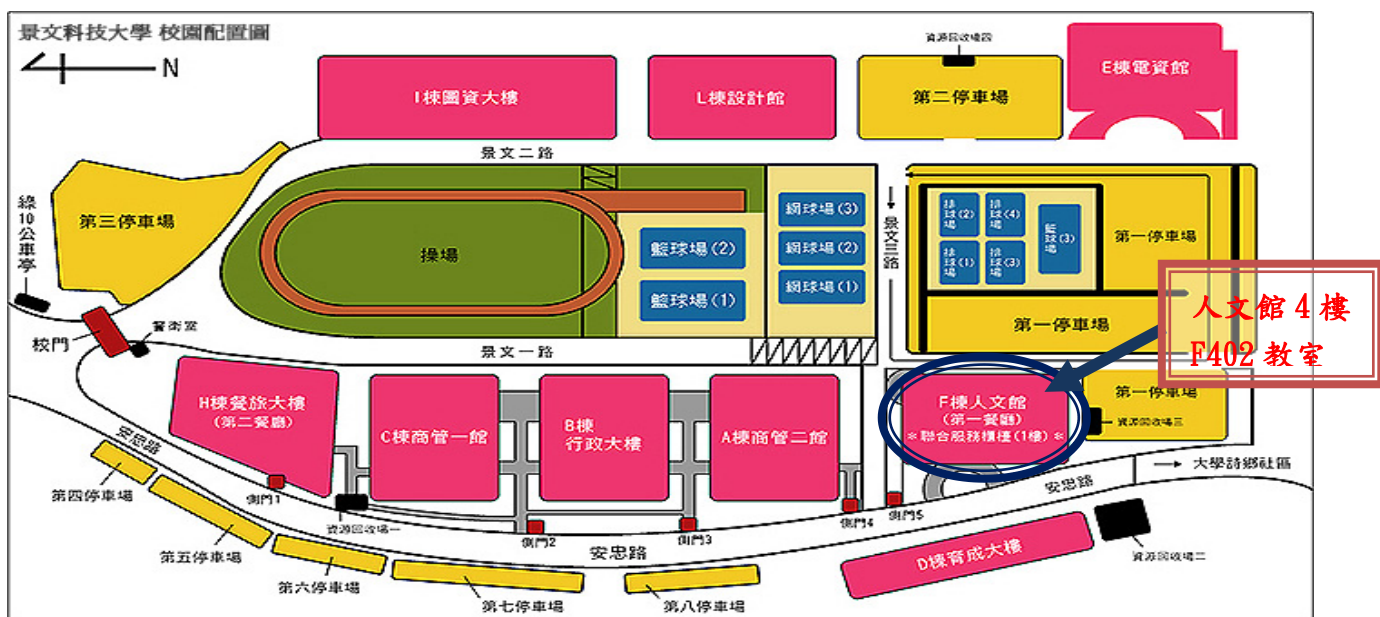 景文科技大學 校園配置圖
N
資源回收場四
E棟電資館
I棟圖資大樓
L棟設計館
第二停車場
景文二路
綠10公車亭
第三停車場
操場
籃球場(2)
籃球場(1)
網球場(3)
網球場(2)
網球場(1)
景文三路
排球場(2)
排球場(4)
排球場(1)
排球場(3)
籃球場(3)
第一停車場
第一停車場
人文館 4 樓
F402 教室
校門
警衛室
景文一路
H棟餐旅大樓
(第二餐廳)
C棟商管一館
B棟
行政大樓
A棟商管二館
F棟人文館
(第一餐廳)
*聯合服務櫃檯(1樓)*
第一停車場
資源回收場三
安忠路
大學詩鄉社區
安忠路
第四停車場
側門1
資源回收場一
側門2
側門3
側門4
側門5
第五停車場
安忠路
D棟育成大樓
資源回收場二
第六停車場
第七停車場
第八停車場